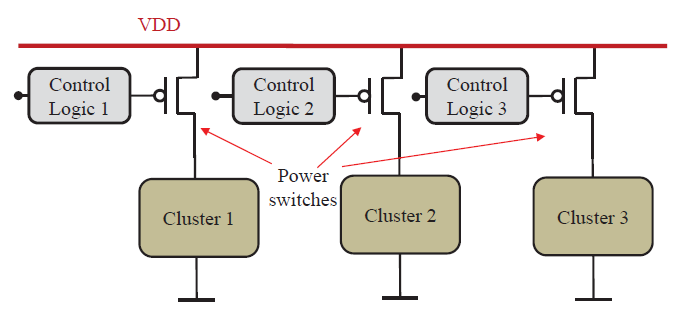 VDD
Control
Logic 1
Control
Logic 2
Control
Logic 3
Power
switches
Cluster 1
Cluster 2
Cluster 3